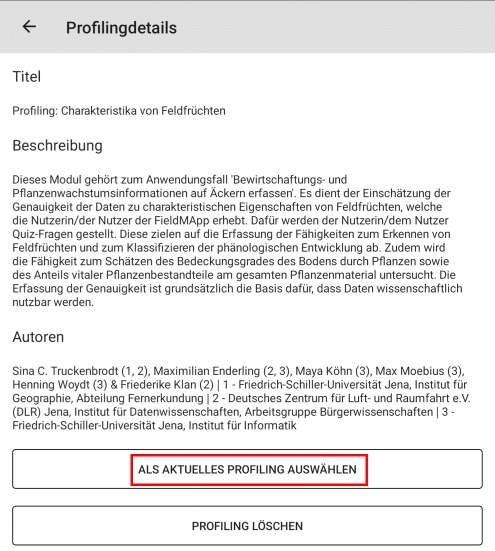 Profilingdetails
Titel
Profiling: Charakteristika von Feldfrüchten
Beschreibung
Dieses Modul gehört zum Anwendungsfall 'Bewirtschaftungs- und
Pflanzenwachstumsinformationen auf Äckern erfassen'. Es dient der Einschätzung der
Genauigkeit der Daten zu charakteristischen Eigenschaften von Feldfrüchten, welche
die Nutzerin/der Nutzer der FieldMApp erhebt. Dafür werden der Nutzerin/dem Nutzer
Quiz-Fragen gestellt. Diese zielen auf die Erfassung der Fähigkeiten zum Erkennen von
Feldfrüchten und zum Klassifizieren der phänologischen Entwicklung ab. Zudem wird
die Fähigkeit zum Schätzen des Bedeckungsgrades des Bodens durch Pflanzen sowie
des Anteils vitaler Pflanzenbestandteile am gesamten Pflanzenmaterial untersucht. Die
Erfassung der Genauigkeit ist grundsätzlich die Basis dafür, dass Daten wissenschaftlich
nutzbar werden.
Autoren
Sina C. Truckenbrodt (1, 2), Maximilian Enderling (2, 3), Maya Köhn (3), Max Moebius (3),
Henning Woydt (3) & Friederike Klan (2) | 1 - Friedrich-Schiller-Universität Jena, Institut für
Geographie, Abteilung Fernerkundung | 2 - Deutsches Zentrum für Luft- und Raumfahrt e.V.
(DLR) Jena, Institut für Datenwissenschaften, Arbeitsgruppe Bürgerwissenschaften | 3 -
Friedrich-Schiller-Universität Jena, Institut für Informatik
ALS AKTUELLES PROFILING AUSWÄHLEN
PROFILING LÖSCHEN